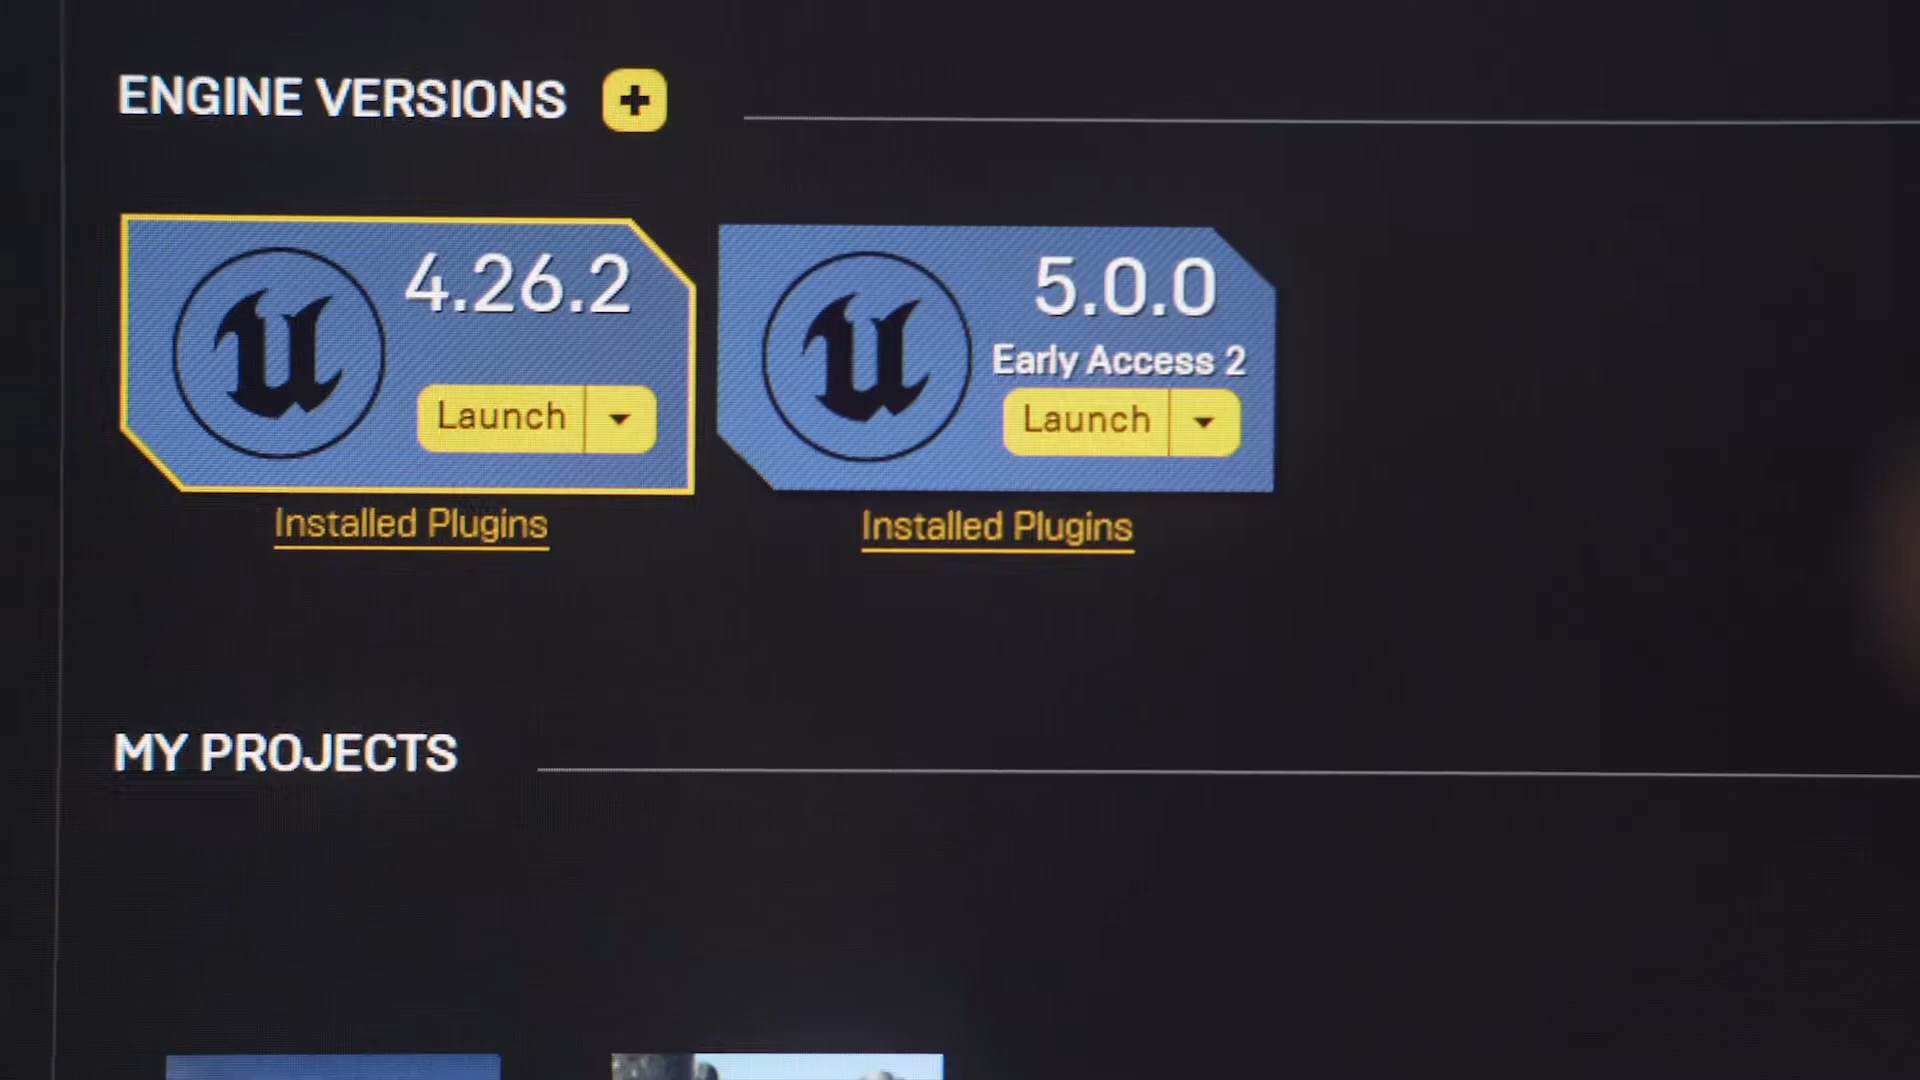 ENGINE VERSIONS
4.26.2
Launch
Installed Plugins
5.0.0
Early Access 2
Launch
Installed Plugins
MY PROJECTS